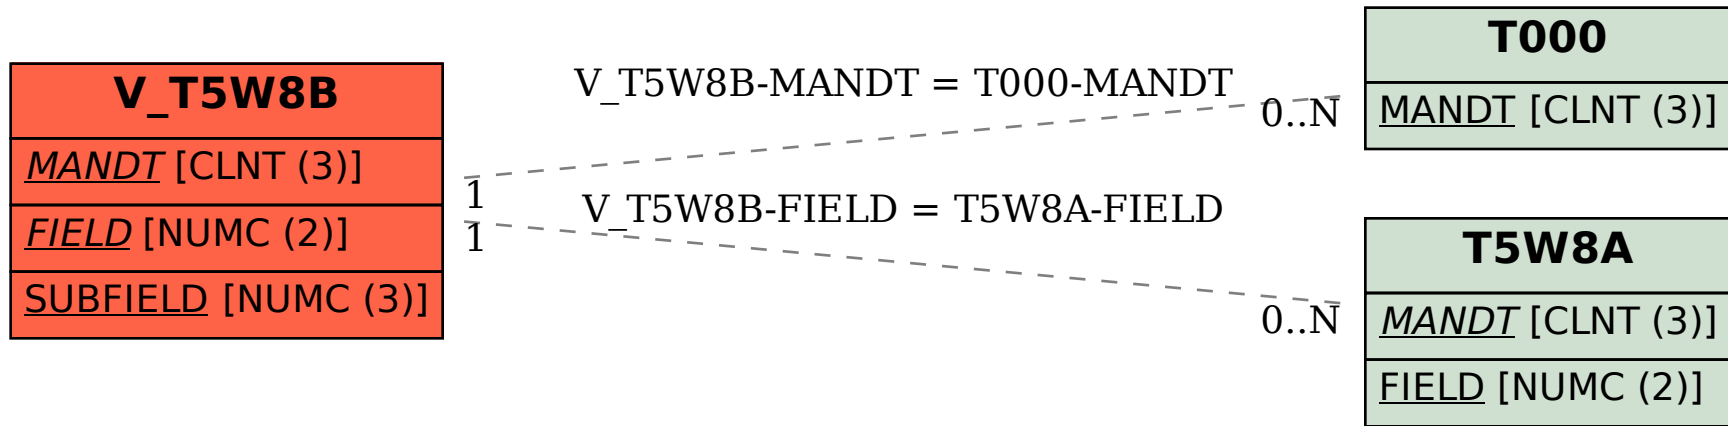 V_T5W8B
MANDT [CLNT (3)]
FIELD [NUMC (2)]
SUBFIELD [NUMC (3)]
V_T5W8B-MANDT = T000-MANDT
1
0..N
V_T5W8B-FIELD = T5W8A-FIELD
1
0..N
T000
MANDT [CLNT (3)]
T5W8A
MANDT [CLNT (3)]
FIELD [NUMC (2)]